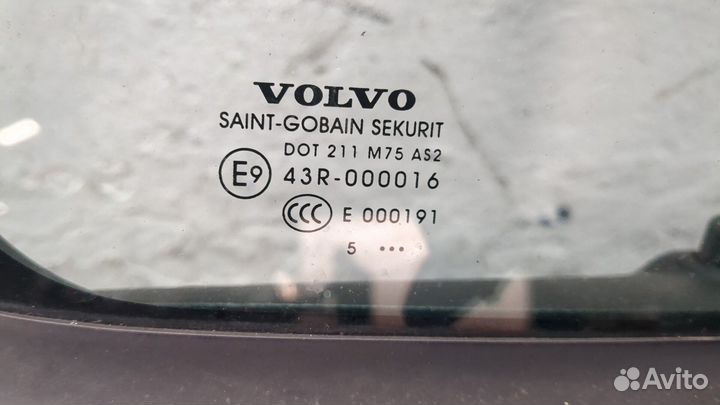 VOLVO
SAINT-GOBAIN SEKURIT
DOT 211 M75 AS2
E9 43R-000016
CCC E 000191
5 •••
Avito